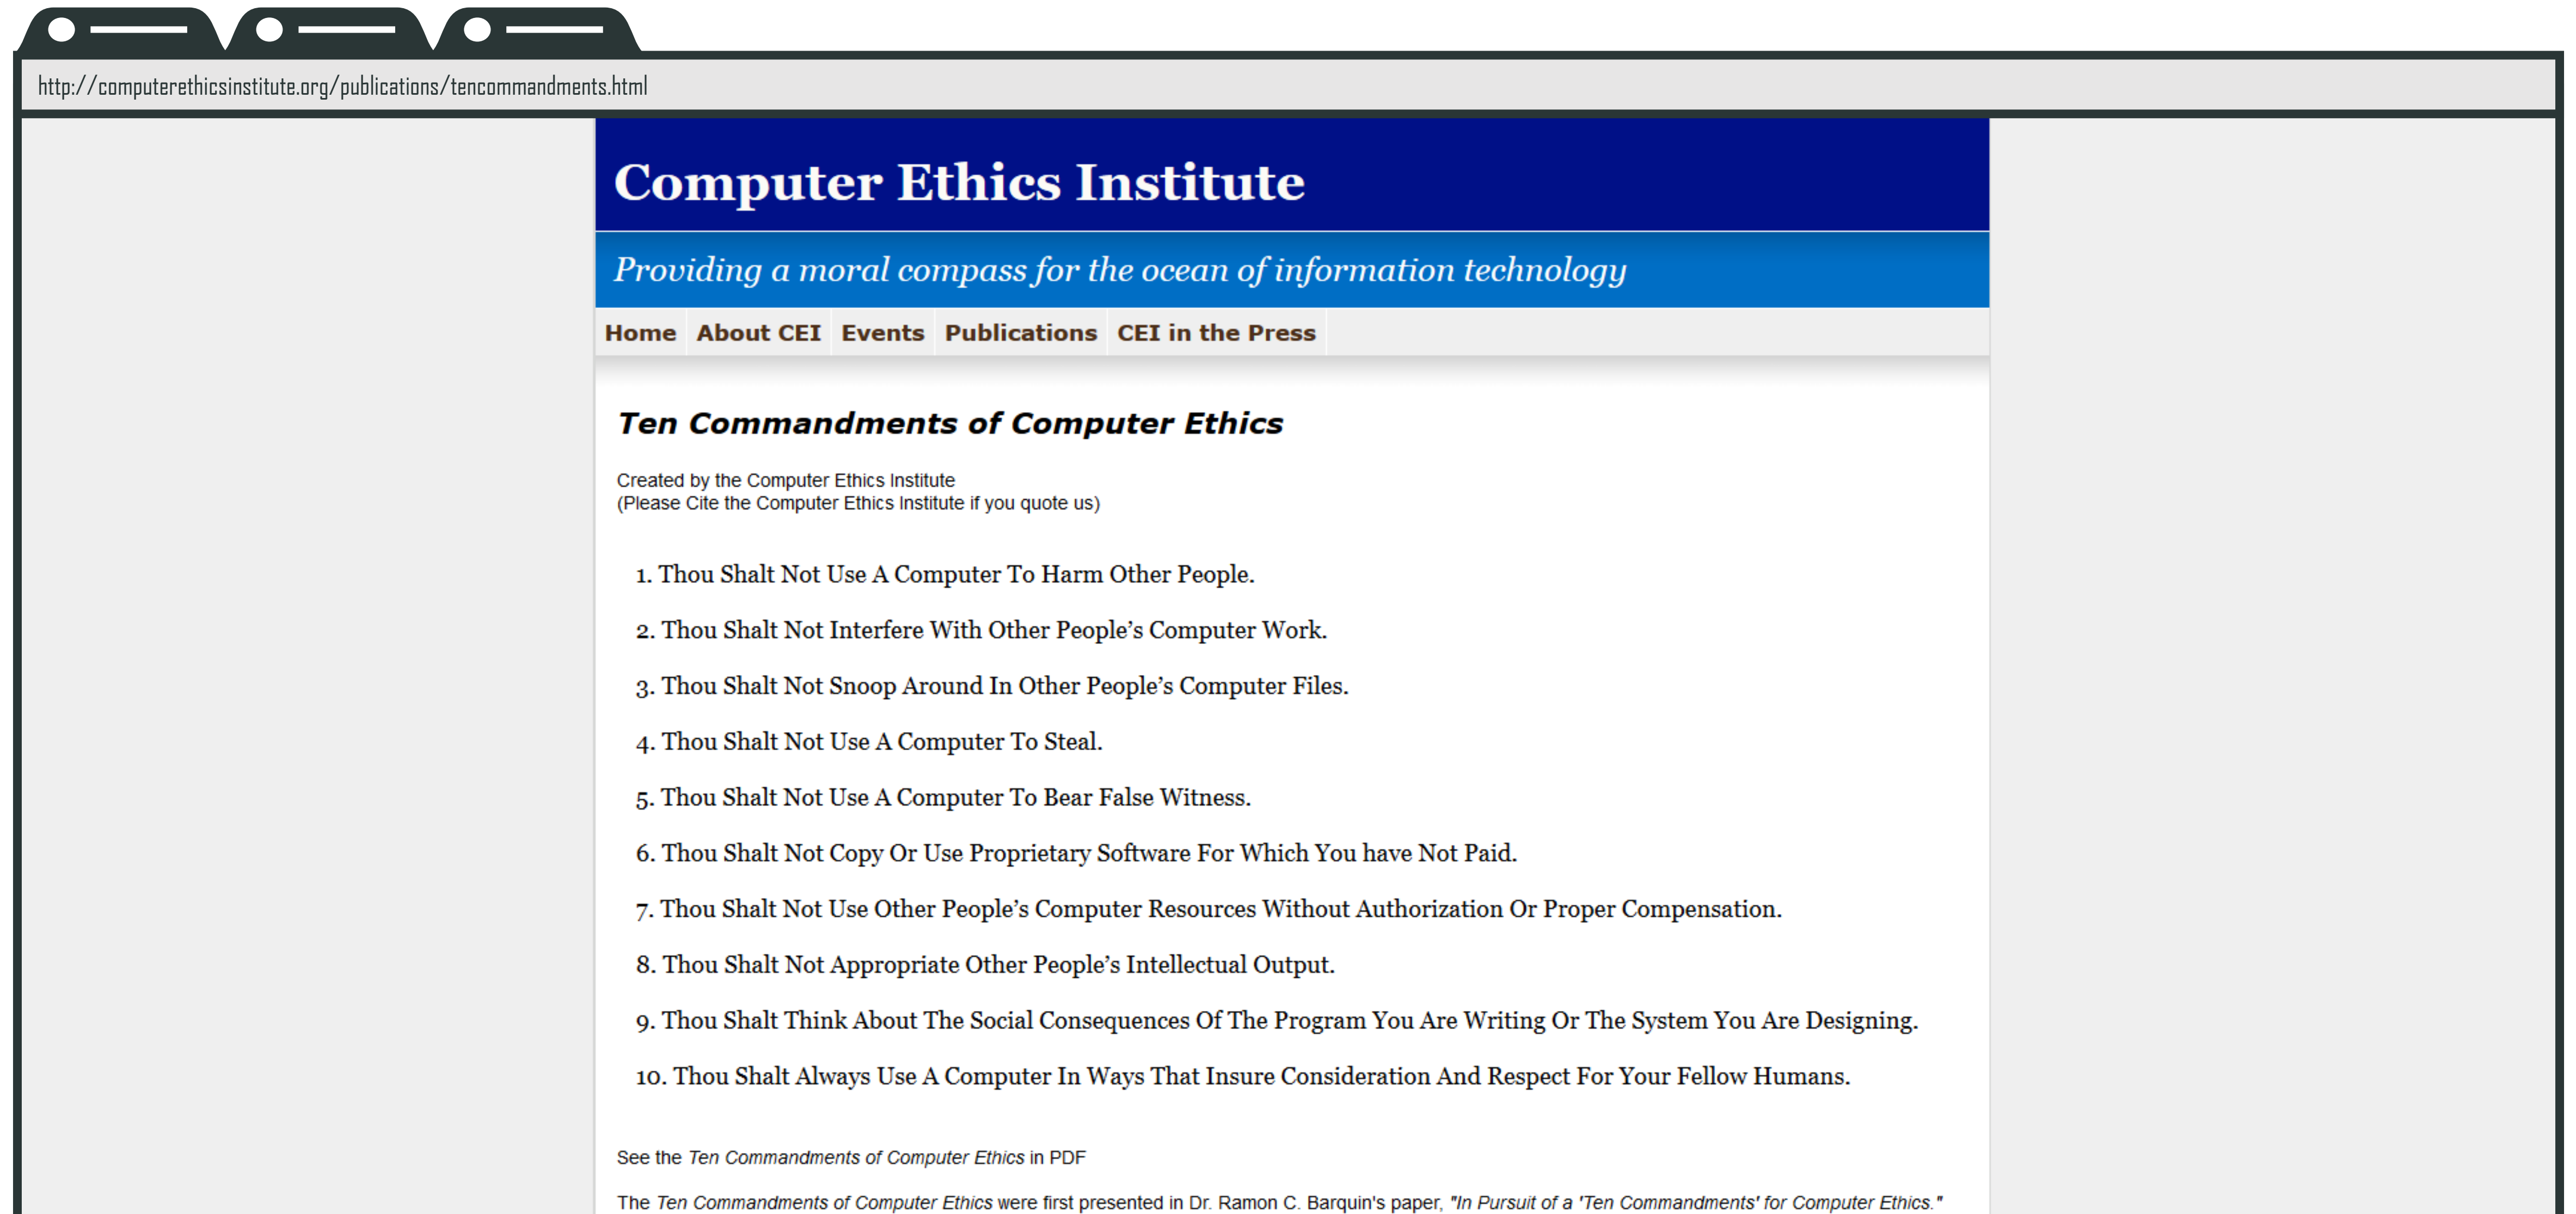 http://computerethicsinstitute.org/publications/tencommandments.html
Computer Ethics Institute
Providing a moral compass for the ocean of information technology
Home About CEI Events Publications CEI in the Press
Ten Commandments of Computer Ethics
Created by the Computer Ethics Institute
(Please Cite the Computer Ethics Institute if you quote us)
1. Thou Shalt Not Use A Computer To Harm Other People.
2. Thou Shalt Not Interfere With Other People’s Computer Work.
3. Thou Shalt Not Snoop Around In Other People’s Computer Files.
4. Thou Shalt Not Use A Computer To Steal.
5. Thou Shalt Not Use A Computer To Bear False Witness.
6. Thou Shalt Not Copy Or Use Proprietary Software For Which You have Not Paid.
7. Thou Shalt Not Use Other People’s Computer Resources Without Authorization Or Proper Compensation.
8. Thou Shalt Not Appropriate Other People’s Intellectual Output.
9. Thou Shalt Think About The Social Consequences Of The Program You Are Writing Or The System You Are Designing.
10. Thou Shalt Always Use A Computer In Ways That Insure Consideration And Respect For Your Fellow Humans.
See the Ten Commandments of Computer Ethics in PDF
The Ten Commandments of Computer Ethics were first presented in Dr. Ramon C. Barquin's paper, "In Pursuit of a 'Ten Commandments' for Computer Ethics."